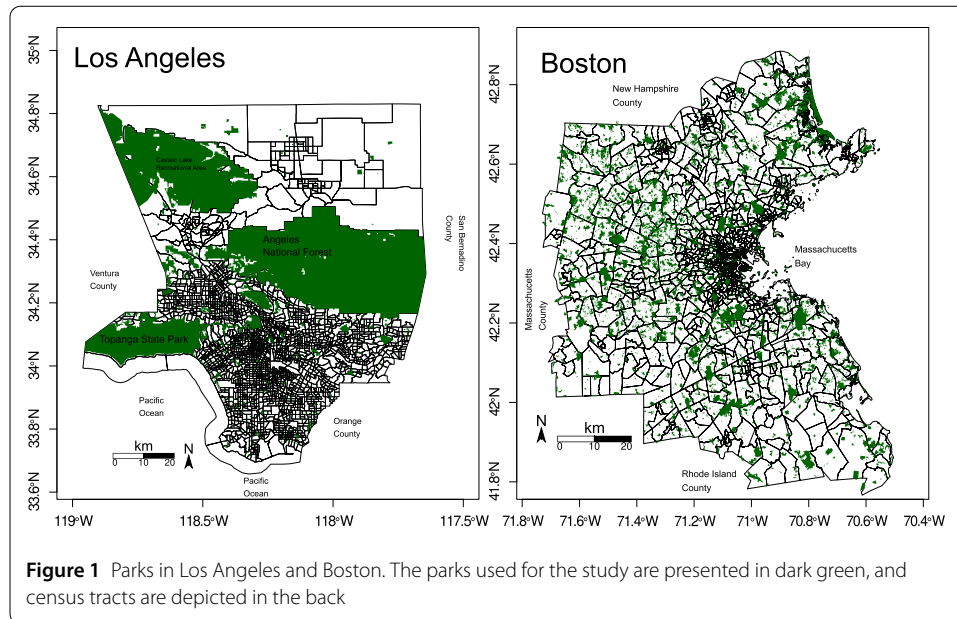 Los Angeles
35°N
34.8°N
34.6°N
34.4°N
34.2°N
34°N
33.8°N
33.6°N
Castaic Lake
Recreational Area
Angeles
National Forest
San Bernadino
County
Ventura
County
Topanga State Park
Pacific
Ocean
Orange
County
km
0 10 20
N
Pacific
Ocean
119°W 118.5°W 118°W 117.5°W
Boston
42.8°N
42.6°N
42.4°N
42.2°N
42°N
41.8°N
New Hampshire
County
Massachucetts
Bay
Massachucetts
County
N
km
0 10 20
Rhode Island
County
71.8°W 71.6°W 71.4°W 71.2°W 71°W 70.8°W 70.6°W 70.4°W
Figure 1 Parks in Los Angeles and Boston. The parks used for the study are presented in dark green, and
census tracts are depicted in the back